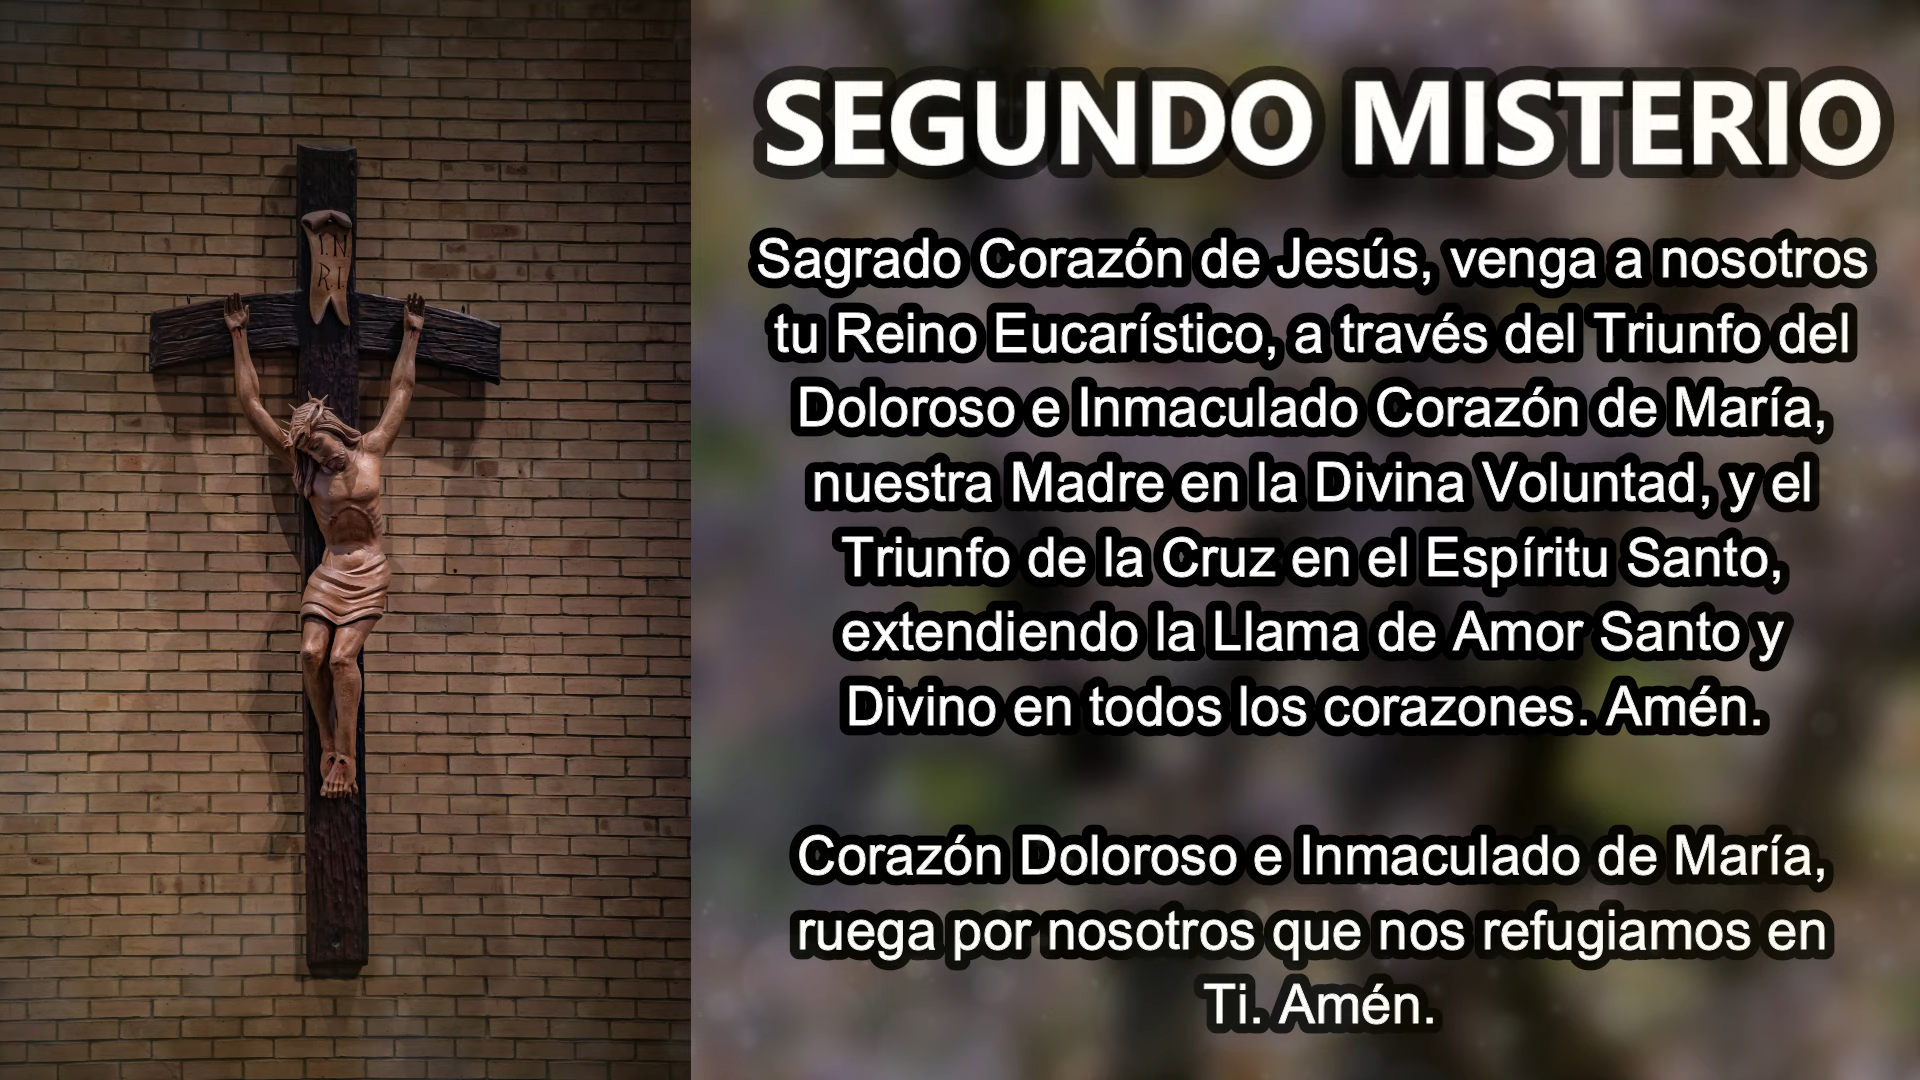 I.N
R.I.
SEGUNDO MISTERIO
Sagrado Corazón de Jesús, venga a nosotros
tu Reino Eucarístico, a través del Triunfo del
Doloroso e Inmaculado Corazón de María,
nuestra Madre en la Divina Voluntad, y el
Triunfo de la Cruz en el Espíritu Santo,
extendiendo la Llama de Amor Santo y
Divino en todos los corazones. Amén.
Corazón Doloroso e Inmaculado de María,
ruega por nosotros que nos refugiamos en
Ti. Amén.